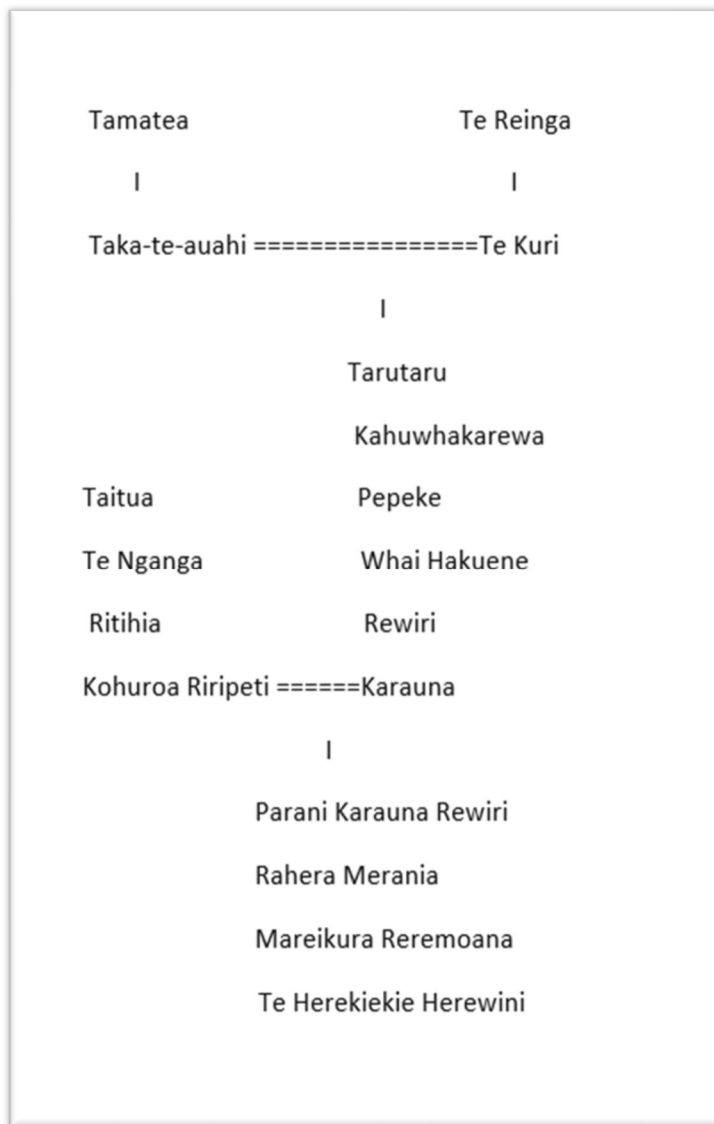 Tamatea Te Reinga
I I
Taka-te-auahi ================Te Kuri
I
Tarutaru
Kahuwhakarewa
Taitua Pepeke
Te Nganga Whai Hakuene
Ritihia Rewiri
Kohuroa Riripeti ======Karauna
I
Parani Karauna Rewiri
Rahera Merania
Mareikura Reremoana
Te Herekiekie Herewini